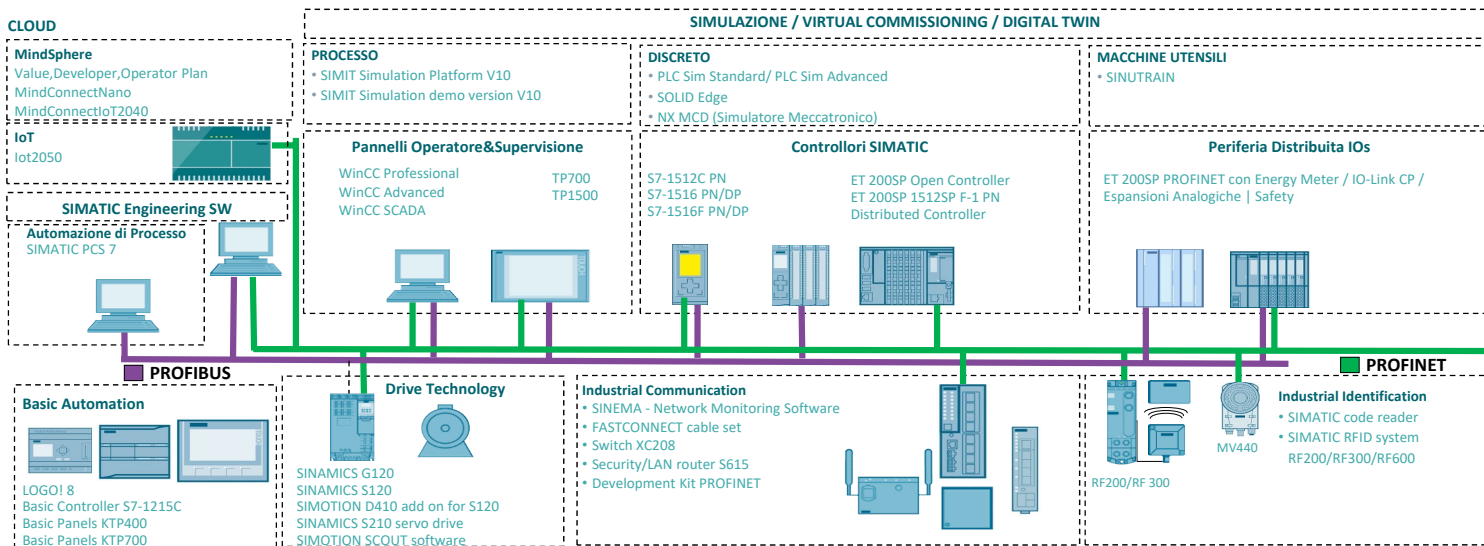 CLOUD
MindSphere
Value,Developer,Operator Plan
MindConnectNano
MindConnectIoT2040
IoT
Iot2050
SIMULAZIONE / VIRTUAL COMMISSIONING / DIGITAL TWIN
PROCESSO
• SIMIT Simulation Platform V10
• SIMIT Simulation demo version V10
DISCRETO
• PLC Sim Standard/ PLC Sim Advanced
• SOLID Edge
• NX MCD (Simulatore Meccatronico)
MACCHINE UTENSILI
• SINUTRAIN
SIMATIC Engineering SW
Automazione di Processo
SIMATIC PCS 7
Pannelli Operatore&Supervisione
WinCC Professional
WinCC Advanced
WinCC SCADA
TP700
TP1500
Controllori SIMATIC
S7-1512C PN
S7-1516 PN/DP
S7-1516F PN/DP
ET 200SP Open Controller
ET 200SP 1512SP F-1 PN
Distributed Controller
Periferia Distribuita IOs
ET 200SP PROFINET con Energy Meter / IO-Link CP /
Espansioni Analogiche | Safety
PROFIBUS
PROFINET
Basic Automation
LOGO! 8
Basic Controller S7-1215C
Basic Panels KTP400
Basic Panels KTP700
Drive Technology
SINAMICS G120
SINAMICS S120
SIMOTION D410 add on for S120
SINAMICS S210 servo drive
SIMOTION SCOUT software
Industrial Communication
• SINEMA - Network Monitoring Software
• FASTCONNECT cable set
• Switch XC208
• Security/LAN router S615
• Development Kit PROFINET
RF200/RF 300
MV440
Industrial Identification
• SIMATIC code reader
• SIMATIC RFID system
RF200/RF300/RF600